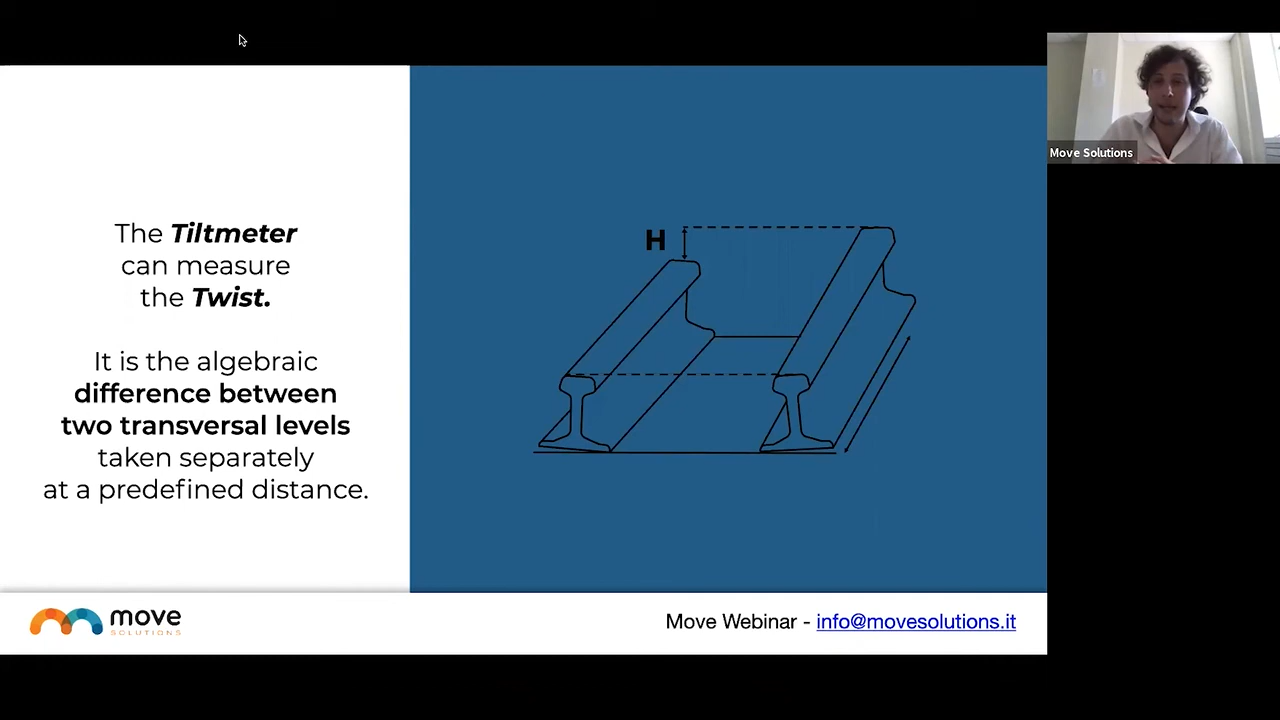 The Tiltmeter
can measure
the Twist.
It is the algebraic
difference between
two transversal levels
taken separately
at a predefined distance.
H
Move Solutions
move
SOLUTIONS
Move Webinar - info@movesolutions.it